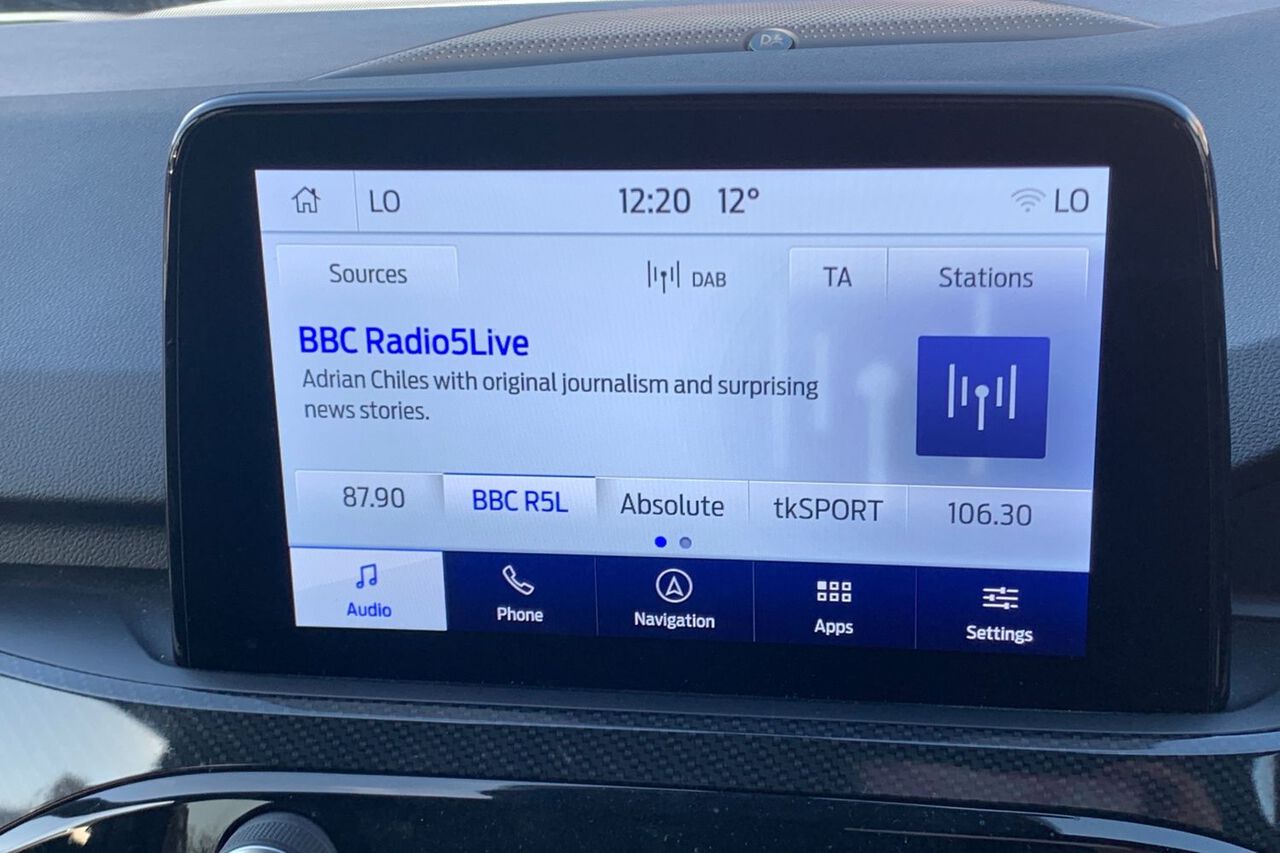 LO 12:20 12° LO
Sources DAB TA Stations
BBC Radio5Live
Adrian Chiles with original journalism and surprising
news stories.
87.90 BBC R5L Absolute tkSPORT 106.30
Audio Phone Navigation Apps Settings